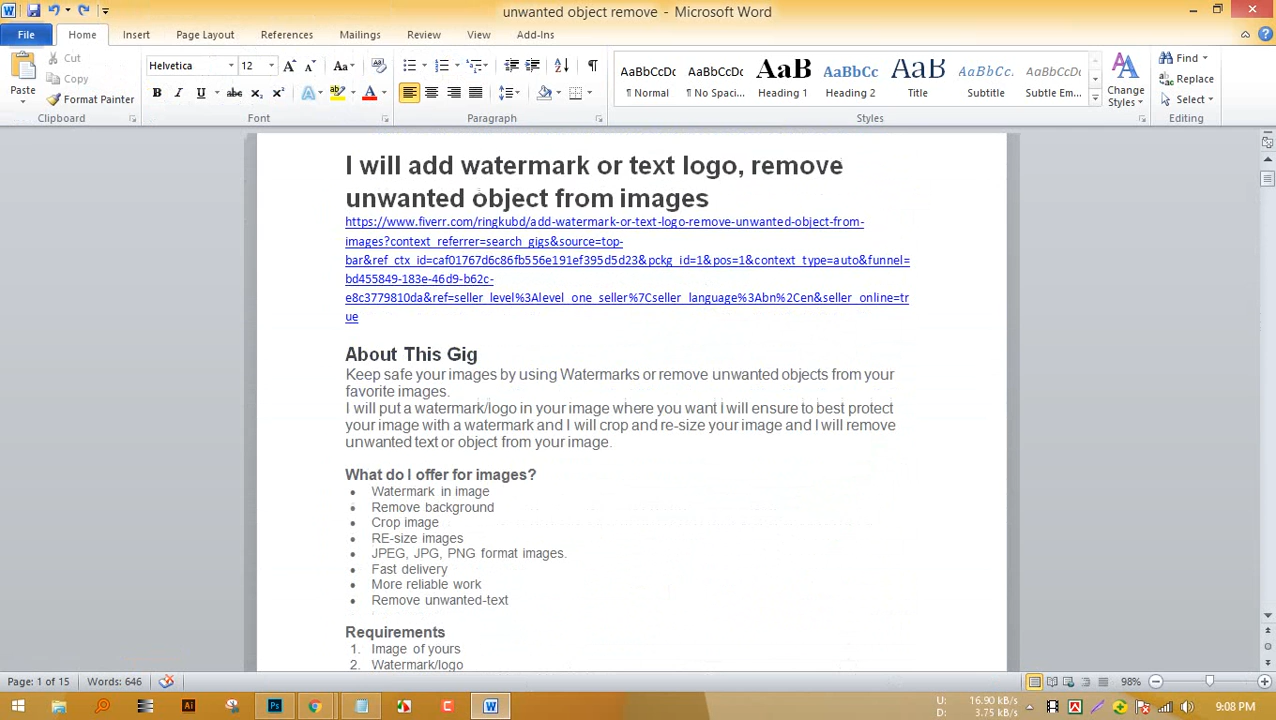 unwanted object remove - Microsoft Word
File Home Insert Page Layout References Mailings Review View Add-Ins
Cut
Copy
Format Painter
Paste
Clipboard
Helvetica 12
Font
Paragraph
AaBbCcDc AaBbCcDc AaB AaBbCc AaB AaBbCc. AaBbCcDc
¶ Normal ¶ No Spaci... Heading 1 Heading 2 Title Subtitle Subtle Em...
Styles
Change
Styles
Find
Replace
Select
Editing
I will add watermark or text logo, remove
unwanted object from images
https://www.fiverr.com/ringkubd/add-watermark-or-text-logo-remove-unwanted-object-from-
images?context_referrer=search_gigs&source=top-
bar&ref_ctx_id=caf01767d6c86fb556e191ef395d5d23&pckg_id=1&pos=1&context_type=auto&funnel=
bd455849-183e-46d9-b62c-
e8c3779810da&ref=seller_level%3Alevel_one_seller%7Cseller_language%3Abn%2Cen&seller_online=tr
ue
About This Gig
Keep safe your images by using Watermarks or remove unwanted objects from your
favorite images.
I will put a watermark/logo in your image where you want I will ensure to best protect
your image with a watermark and I will crop and re-size your image and I will remove
unwanted text or object from your image.
What do I offer for images?
• Watermark in image
• Remove background
• Crop image
• RE-size images
• JPEG, JPG, PNG format images.
• Fast delivery
• More reliable work
• Remove unwanted-text
Requirements
1. Image of yours
2. Watermark/logo
Page: 1 of 15 Words: 646 98%
U: 16.90 kB/s
D: 3.75 kB/s
9:08 PM